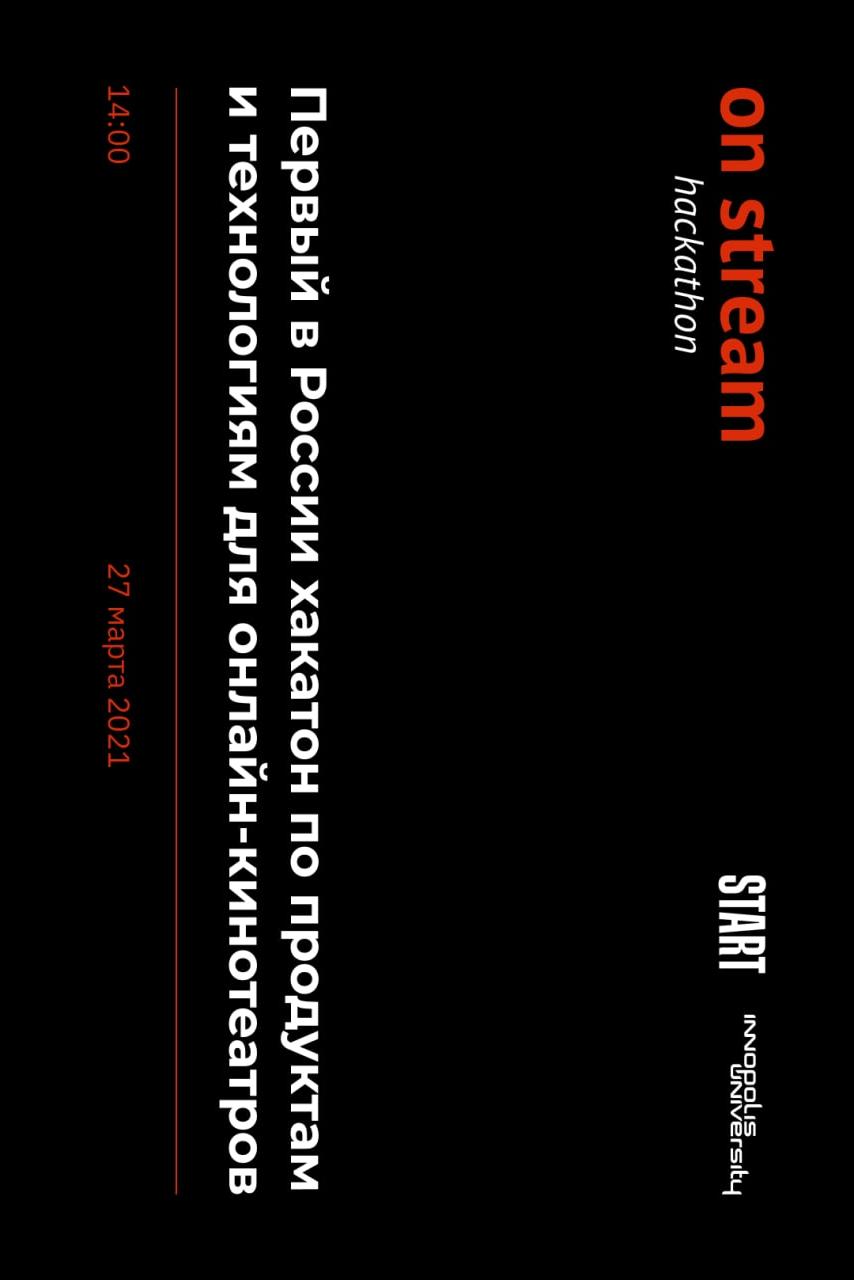 on stream
hackathon
START
INNOPOLIS
UNIVERSITY
Первый в России хакатон по продуктам
и технологиям для онлайн-кинотеатров
14:00
27 марта 2021